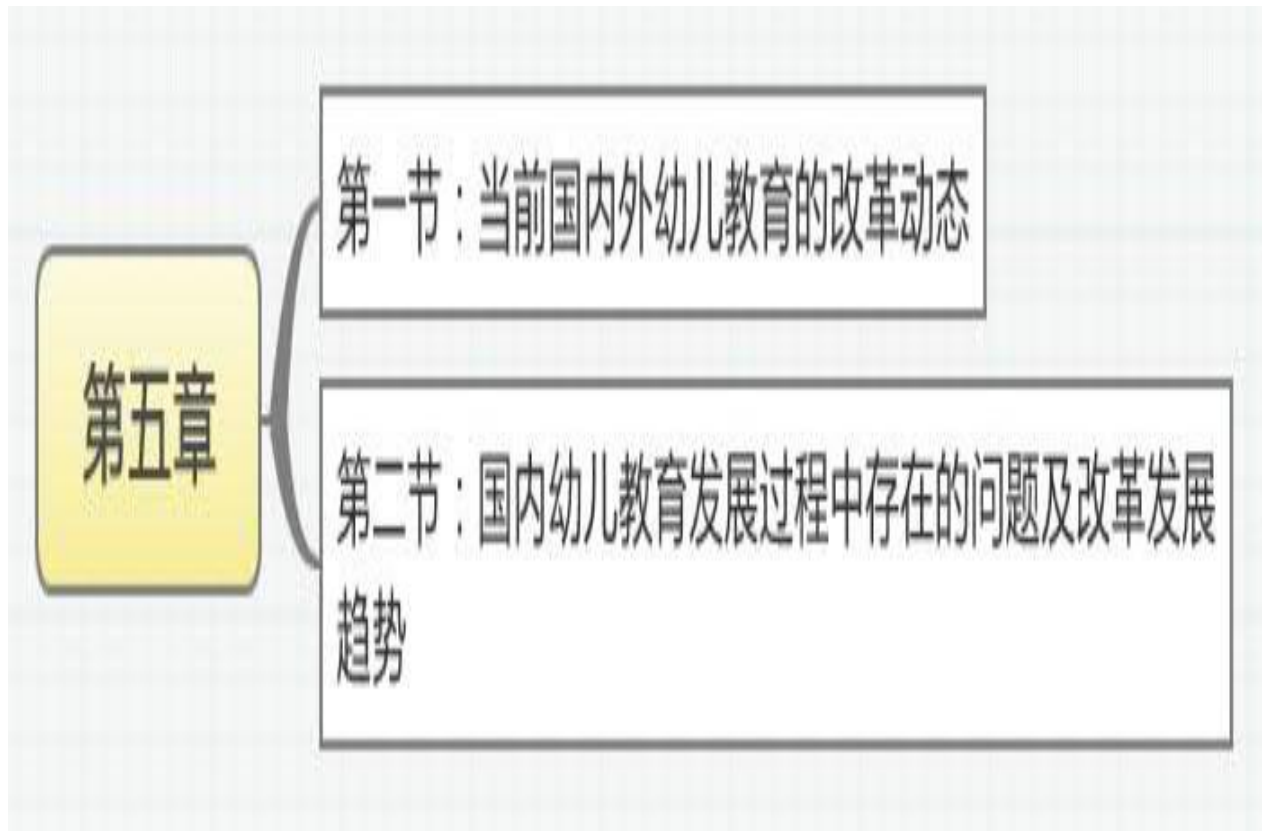 第五章
第一节：当前国内外幼儿教育的改革动态
第二节：国内幼儿教育发展过程中存在的问题及改革发展
趋势